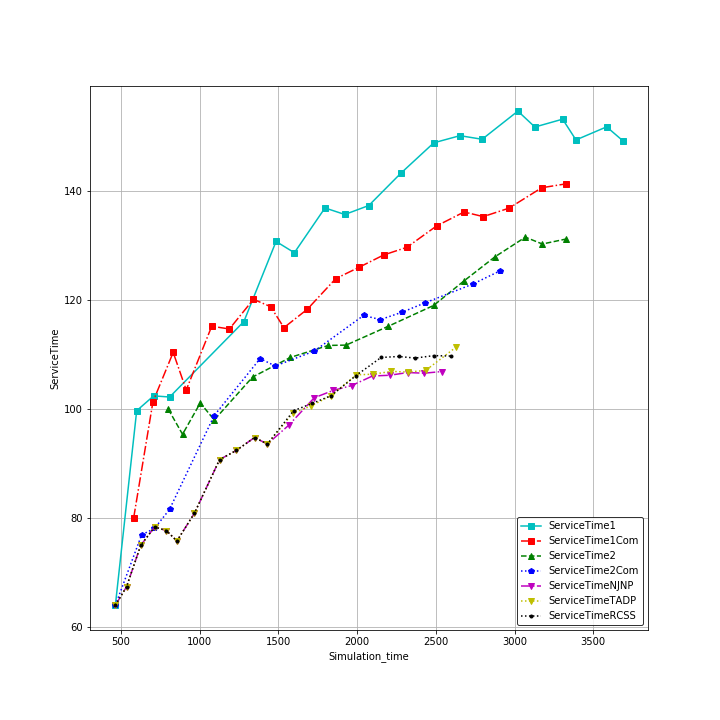 140
120
100
80
60
ServiceTime
500 1000 1500 2000 2500 3000 3500
Simulation_time
ServiceTime1
ServiceTime1Com
ServiceTime2
ServiceTime2Com
ServiceTimeNJNP
ServiceTimeTADP
ServiceTimeRCSS